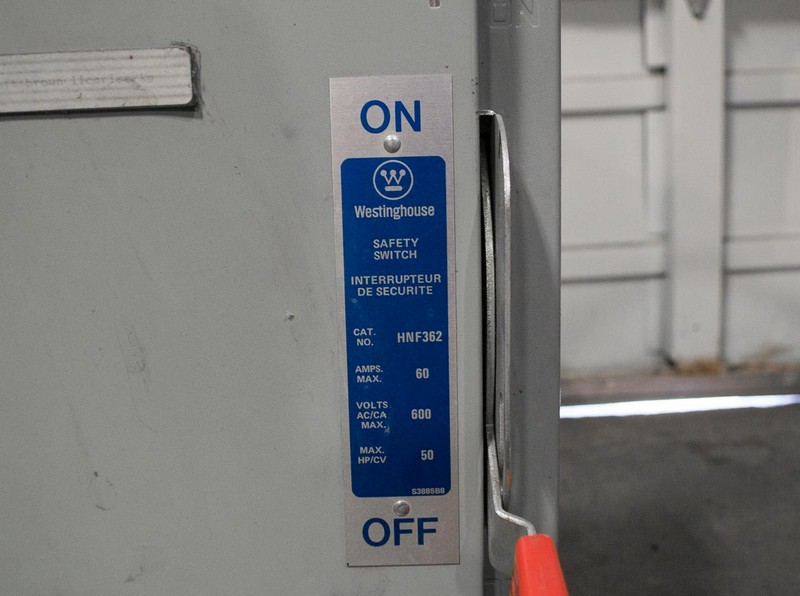 ON
Westinghouse
SAFETY
SWITCH
INTERRUPTEUR
DE SECURITE
CAT.
NO.
HNF362
AMPS.
MAX.
60
VOLTS
AC/CA
MAX.
600
MAX.
HP/CV
50
OFF
ON